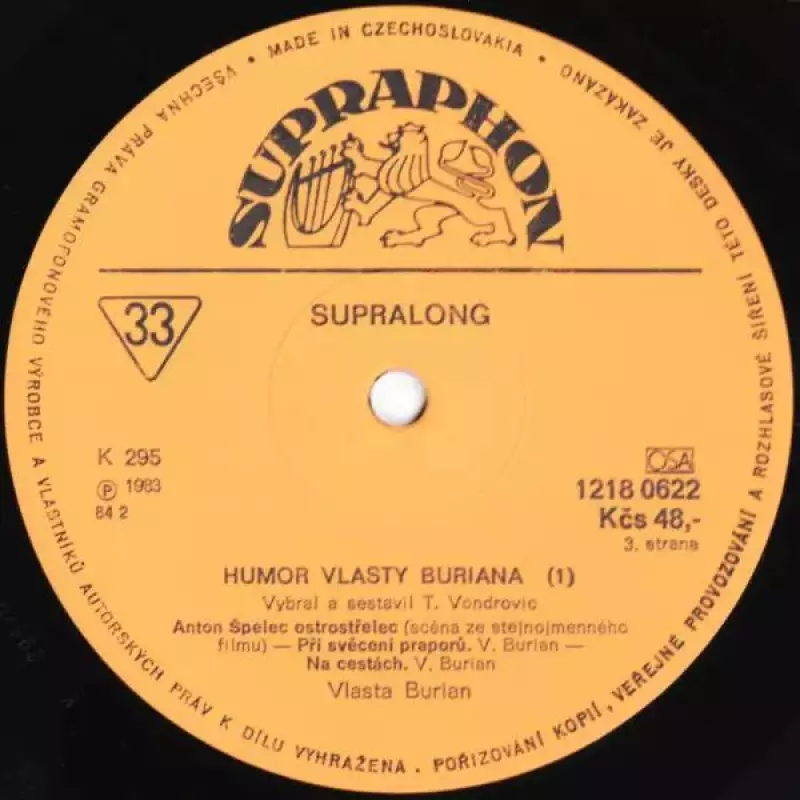 • MADE IN CZECHOSLOVAKIA •
VŠECHNA PRÁVA GRAMOFONOVÉHO VÝROBCE A VLASTNÍKŮ AUTORSKÝCH PRÁV K DÍLU VYHRAŽENA. POŘIZOVÁNÍ KOPIÍ, VEŘEJNÉ PROVOZOVÁNÍ A ROZHLASOVÉ ŠÍŘENÍ TÉTO DESKY JE ZAKÁZÁNO
SUPRAPHON
33
SUPRALONG
K 295
Ⓟ 1983
84 2
OSA
1218 0622
Kčs 48,-
3. strana
HUMOR VLASTY BURIANA (1)
Vybral a sestavil T. Vondrovic
Anton Špelec ostrostřelec (scéna ze stejnojmenného
filmu) — Při svěcení praporů. V. Burian —
Na cestách. V. Burian
Vlasta Burian